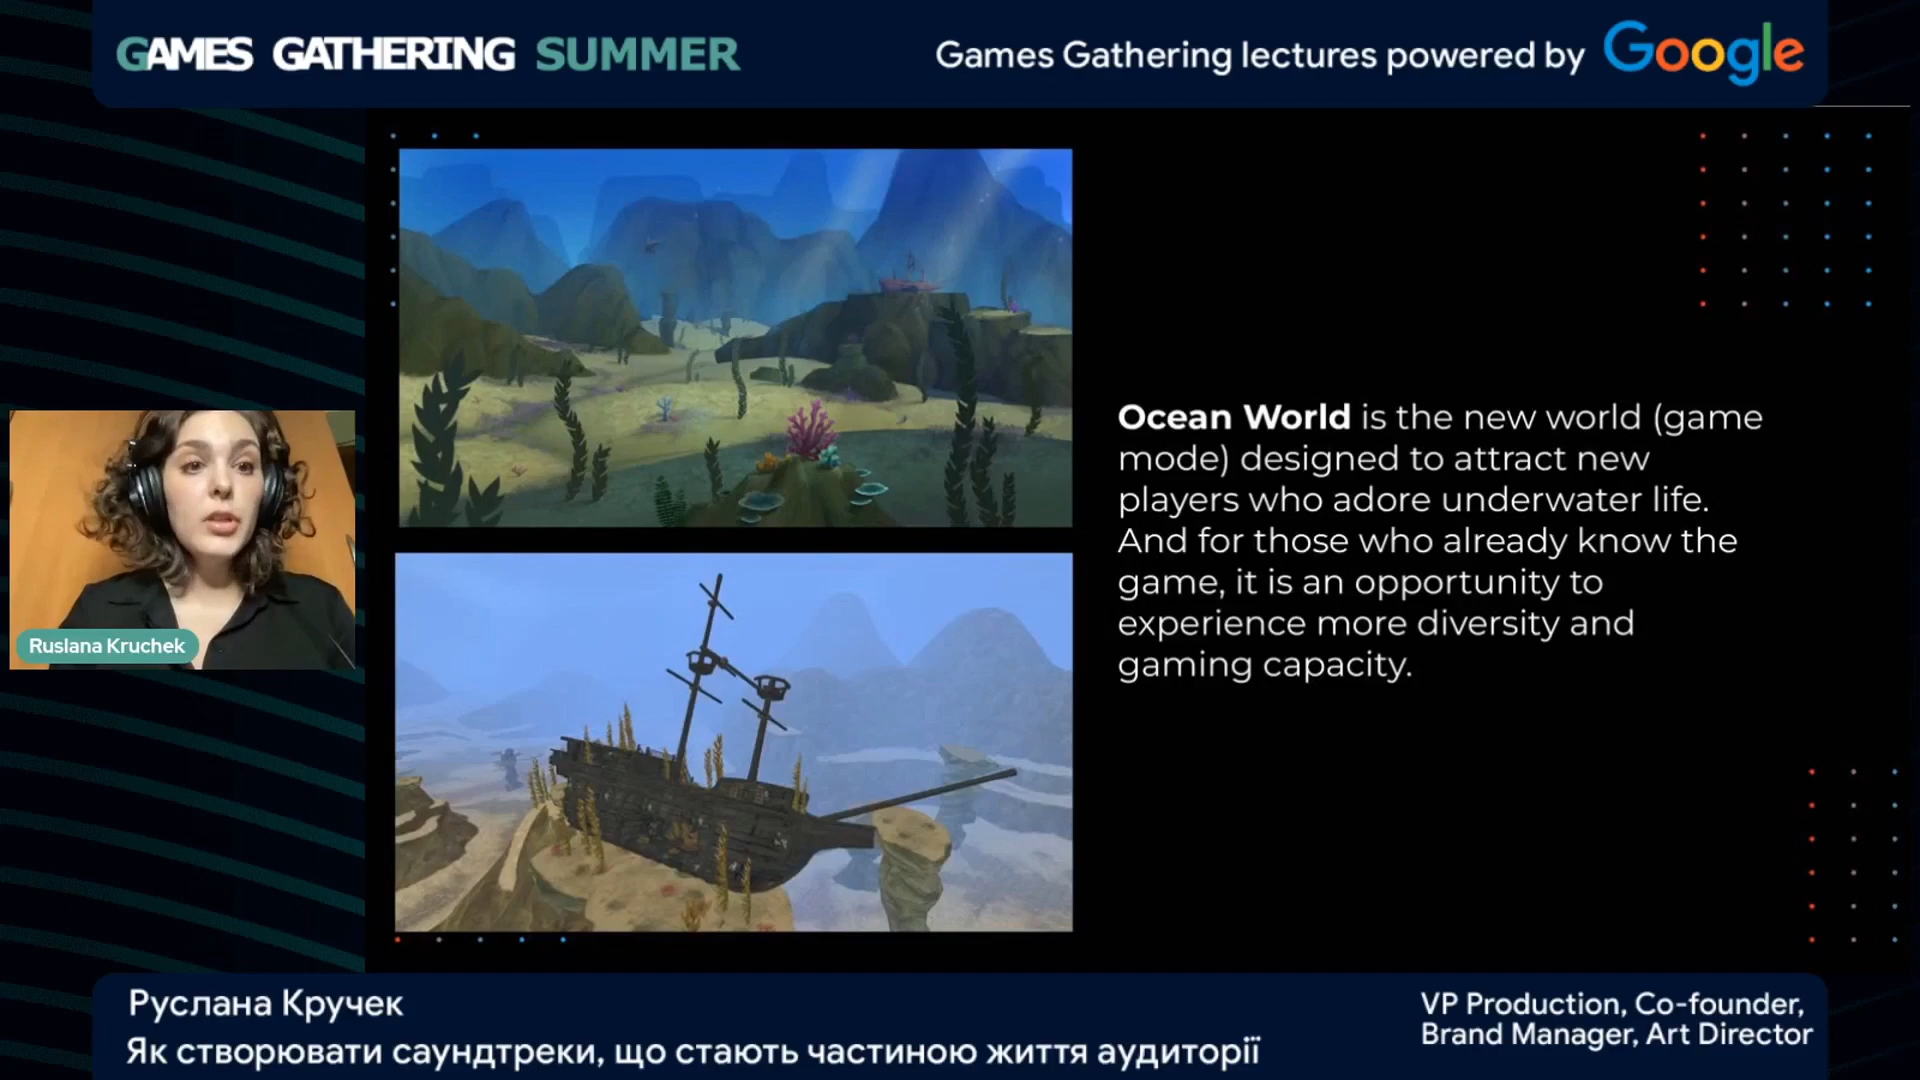 GAMES GATHERING SUMMER
Games Gathering lectures powered by Google
Ocean World is the new world (game
mode) designed to attract new
players who adore underwater life.
And for those who already know the
game, it is an opportunity to
experience more diversity and
gaming capacity.
Ruslana Kruchek
Руслана Кручек
Як створювати саундтреки, що стають частиною життя аудиторії
VP Production, Co-founder,
Brand Manager, Art Director